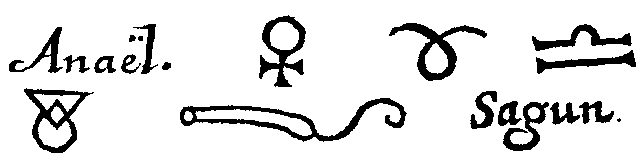 Anaël. ♀ ♉ ♎
Sagun.